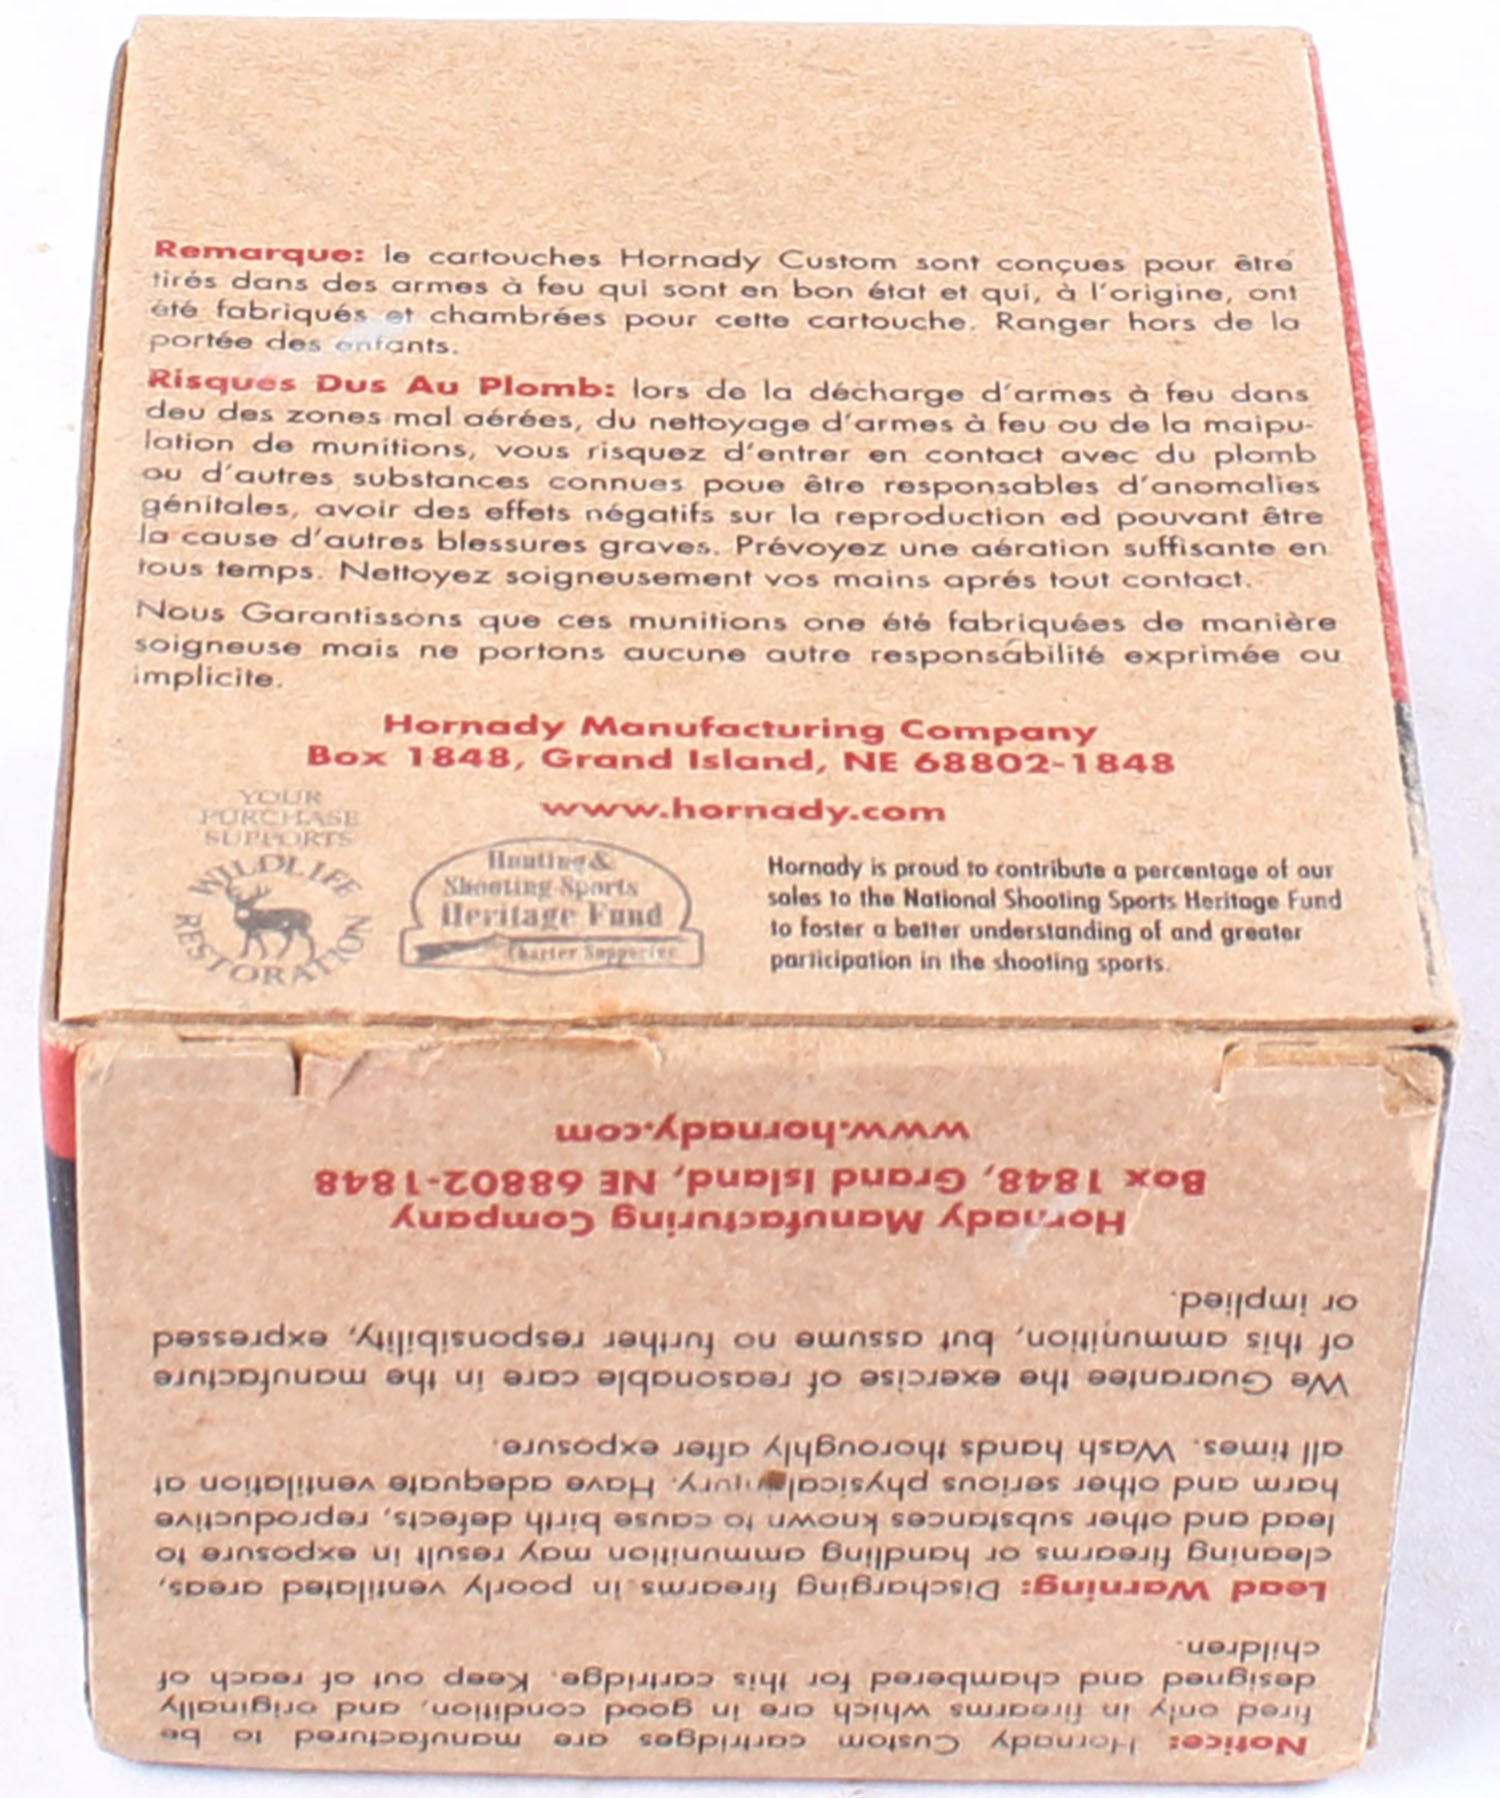 Remarque: le cartouches Hornady Custom sont conçues pour être
tirés dans des armes à feu qui sont en bon état et qui, à l'origine, ont
été fabriqués et chambrées pour cette cartouche. Ranger hors de la
portée des enfants.
Risques Dus Au Plomb: lors de la décharge d'armes à feu dans
deu des zones mal aérées, du nettoyage d'armes à feu ou de la maipu-
lation de munitions, vous risquez d'entrer en contact avec du plomb
ou d'autres substances connues poue être responsables d'anomalies
génitales, avoir des effets négatifs sur la reproduction ed pouvant être
la cause d'autres blessures graves. Prévoyez une aération suffisante en
tous temps. Nettoyez soigneusement vos mains aprés tout contact.
Nous Garantissons que ces munitions one été fabriquées de manière
soigneuse mais ne portons aucune autre responsabilité exprimée ou
implicite.
Hornady Manufacturing Company
Box 1848, Grand Island, NE 68802-1848
www.hornady.com
YOUR
PURCHASE
SUPPORTS
WILDLIFE
RESTORATION
Hunting &
Shooting Sports
Heritage Fund
Charter Supporter
Hornady is proud to contribute a percentage of our
sales to the National Shooting Sports Heritage Fund
to foster a better understanding of and greater
participation in the shooting sports.
Notice: Hornady Custom cartridges are manufactured to be
fired only in firearms which are in good condition, and originally
designed and chambered for this cartridge. Keep out of reach of
children.
Lead Warning: Discharging firearms in poorly ventilated areas,
cleaning firearms or handling ammunition may result in exposure to
lead and other substances known to cause birth defects, reproductive
harm and other serious physical injury. Have adequate ventilation at
all times. Wash hands thoroughly after exposure.
We Guarantee the exercise of reasonable care in the manufacture
of this ammunition, but assume no further responsibility, expressed
or implied.
Hornady Manufacturing Company
Box 1848, Grand Island, NE 68802-1848
www.hornady.com